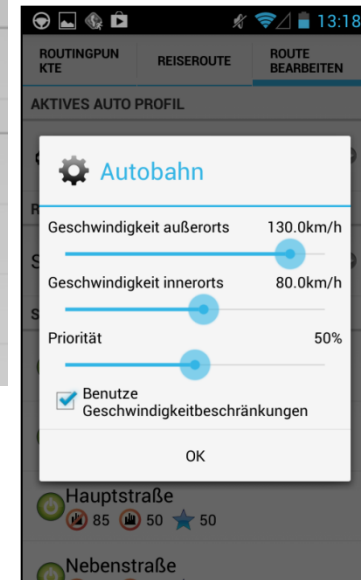 13:18
ROUTINGPUN
KTE
REISEROUTE
ROUTE
BEARBEITEN
AKTIVES AUTO PROFIL
Autobahn
Geschwindigkeit außerorts 130.0km/h
Geschwindigkeit innerorts 80.0km/h
Priorität 50%
Benutze
Geschwindigkeitbeschränkungen
OK
Hauptstraße
85 50 50
Nebenstraße